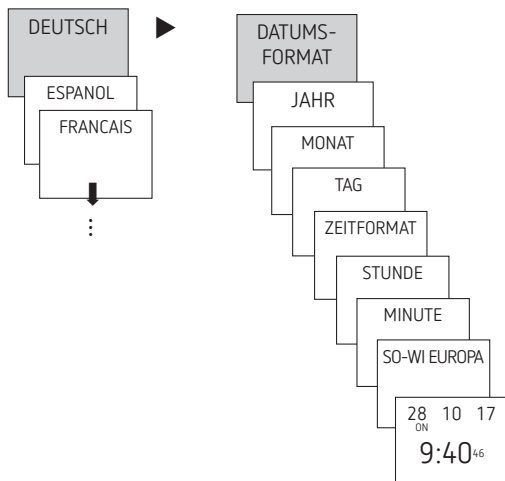 DEUTSCH
ESPANOL
FRANCAIS
DATUMS-
FORMAT
JAHR
MONAT
TAG
ZEITFORMAT
STUNDE
MINUTE
SO-WI EUROPA
28 10 17
ON
9:40 46